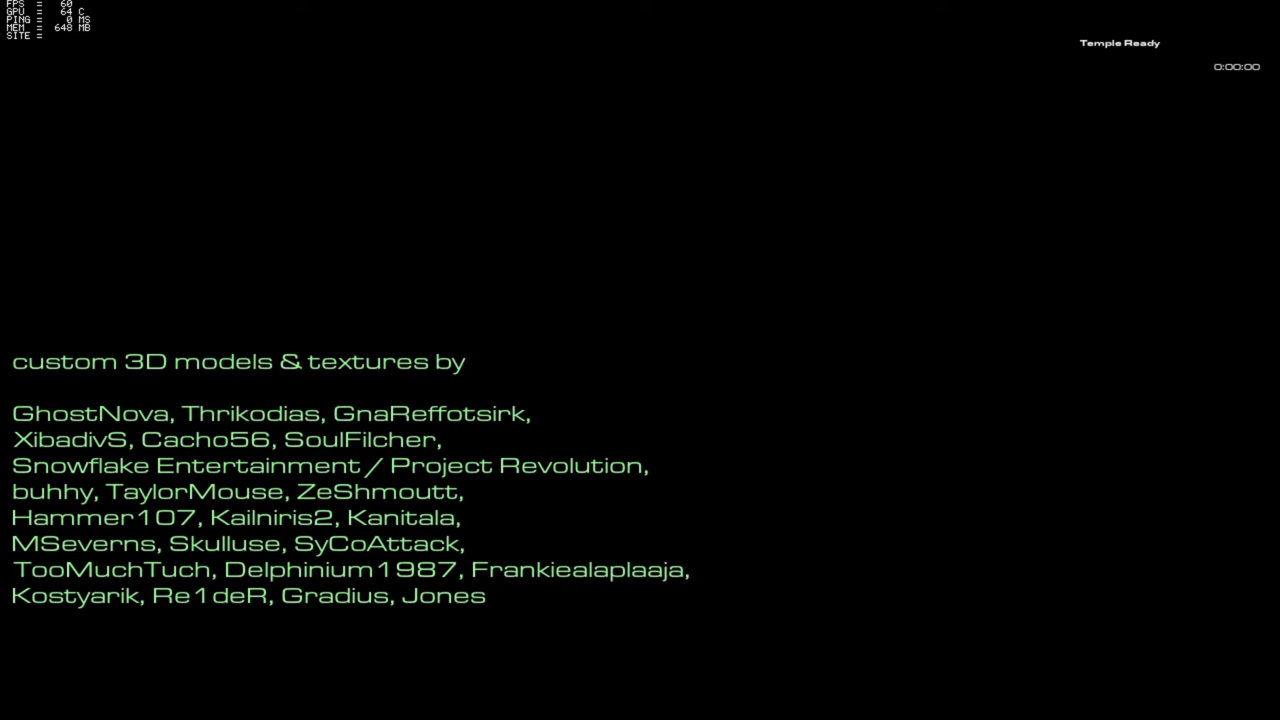 FPS = 60
GPU = 64 C
PING = 0 MS
MEM = 648 MB
SITE =
Temple Ready
0:00:00
custom 3D models & textures by
GhostNova, Thrikodias, GnaReffotsirk,
XibadivS, Cacho56, SoulFilcher,
Snowflake Entertainment / Project Revolution,
buhhy, TaylorMouse, ZeShmoutt,
Hammer107, Kailniris2, Kanitala,
MSeverns, Skulluse, SyCoAttack,
TooMuchTuch, Delphinium1987, Frankiealaplaaja,
Kostyarik, Re1deR, Gradius, Jones